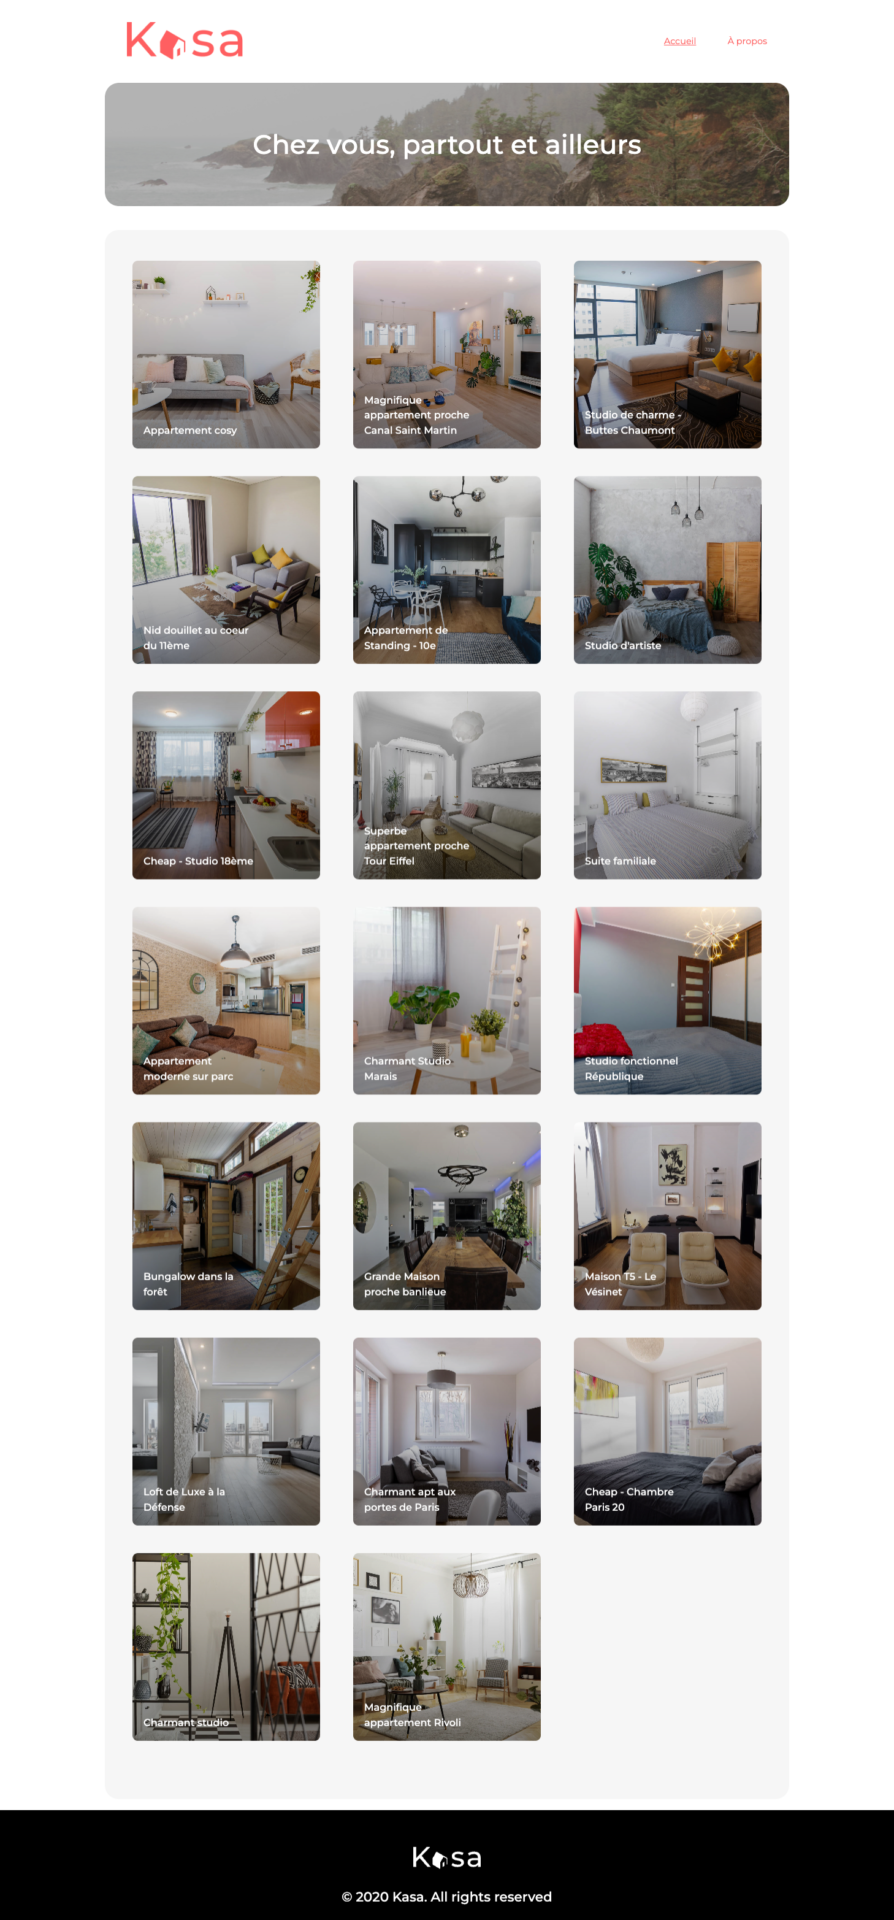 Kasa
Accueil
À propos
Chez vous, partout et ailleurs
Appartement cosy
Magnifique
appartement proche
Canal Saint Martin
Studio de charme -
Buttes Chaumont
Nid douillet au coeur
du 11ème
Appartement de
Standing - 10e
Studio d'artiste
Cheap - Studio 18ème
Superbe
appartement proche
Tour Eiffel
Suite familiale
Appartement
moderne sur parc
Charmant Studio
Marais
Studio fonctionnel
République
Bungalow dans la
forêt
Grande Maison
proche banlieue
Maison T5 - Le
Vésinet
Loft de Luxe à la
Défense
Charmant apt aux
portes de Paris
Cheap - Chambre
Paris 20
Charmant studio
Magnifique
appartement Rivoli
Kasa
© 2020 Kasa. All rights reserved